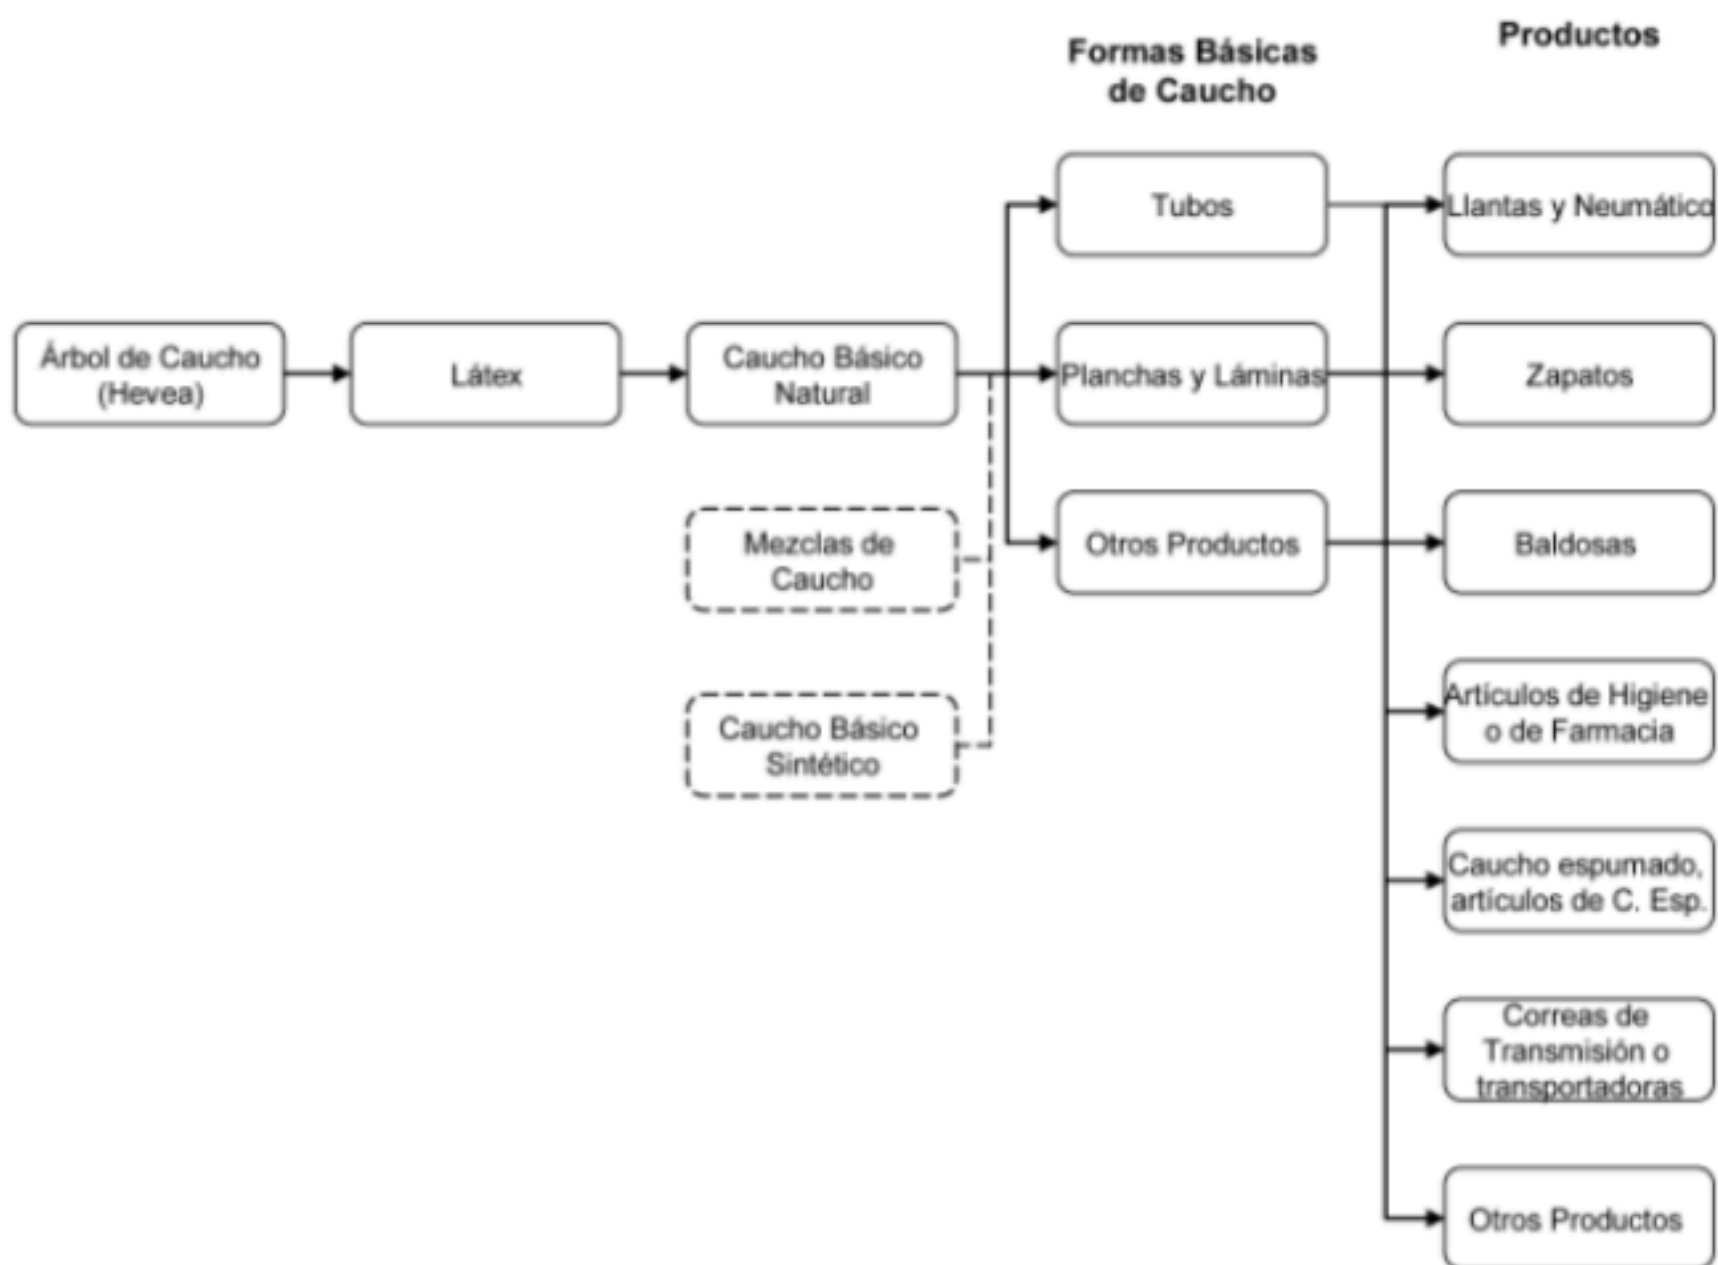 Formas Básicas
de Caucho
Productos
Árbol de Caucho
(Hevea)
Látex
Caucho Básico
Natural
Mezclas de
Caucho
Caucho Básico
Sintético
Tubos
Planchas y Láminas
Otros Productos
Llantas y Neumático
Zapatos
Baldosas
Artículos de Higiene
o de Farmacia
Caucho espumado,
artículos de C. Esp.
Correas de
Transmisión o
transportadoras
Otros Productos